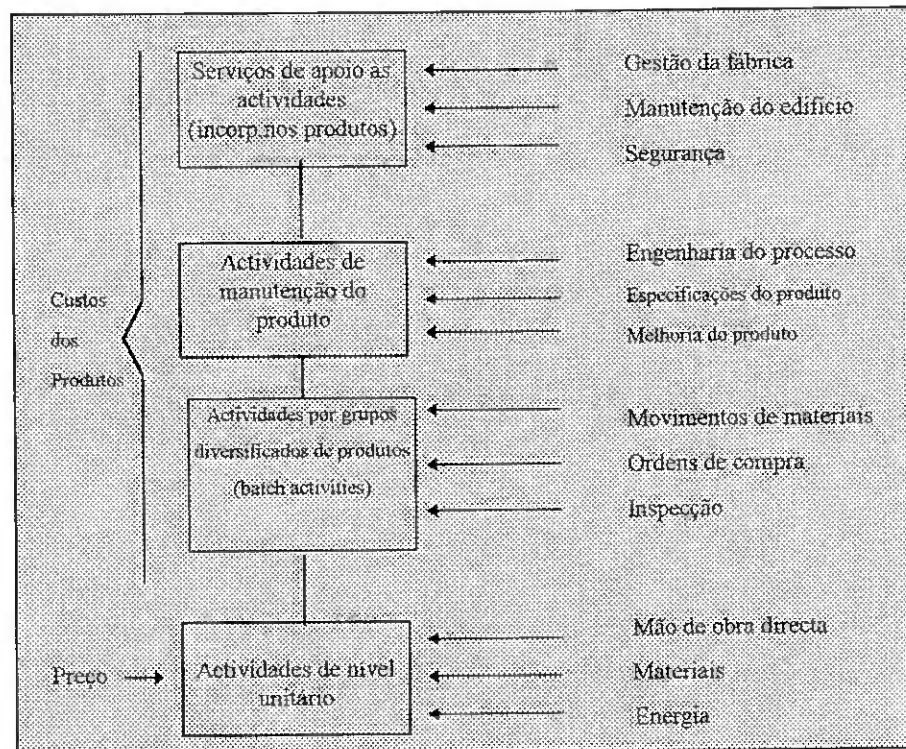 Serviços de apoio as
actividades
(incorp.nos produtos)
Gestão da fábrica
Manutenção do edifício
Segurança
Actividades de
manutenção do
produto
Engenharia do processo
Especificações do produto
Melhoria do produto
Custos
dos
Produtos
Actividades por grupos
diversificados de produtos
(batch activities)
Movimentos de materiais
Ordens de compra
Inspecção
Preço
Actividades de nível
unitário
Mão de obra directa
Materiais
Energia